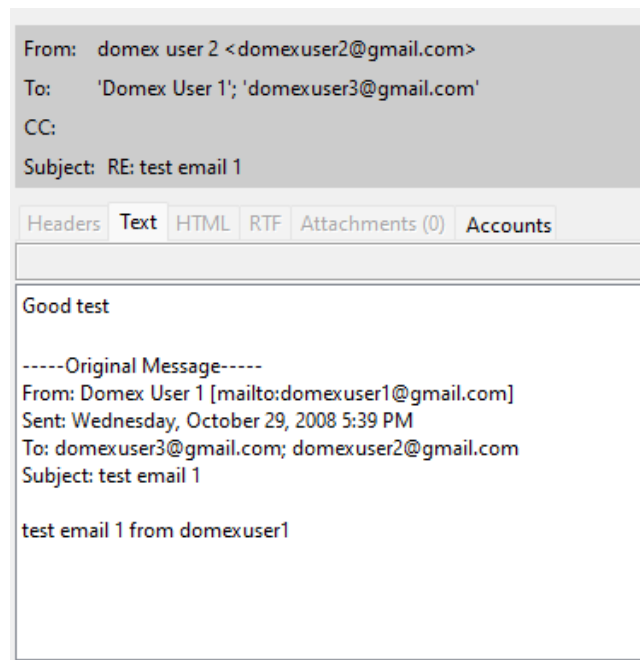 From: domex user 2 <domexuser2@gmail.com>
To: 'Domex User 1'; 'domexuser3@gmail.com'
CC:
Subject: RE: test email 1
Headers Text HTML RTF Attachments (0) Accounts
Good test
-----Original Message-----
From: Domex User 1 [mailto:domexuser1@gmail.com]
Sent: Wednesday, October 29, 2008 5:39 PM
To: domexuser3@gmail.com; domexuser2@gmail.com
Subject: test email 1
test email 1 from domexuser1